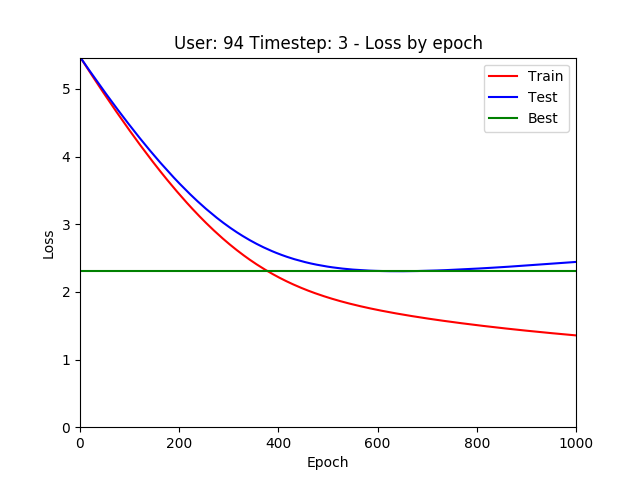 User: 94 Timestep: 3 - Loss by epoch
Train
Test
Best
5
4
3
2
1
0
Loss
0 200 400 600 800 1000
Epoch